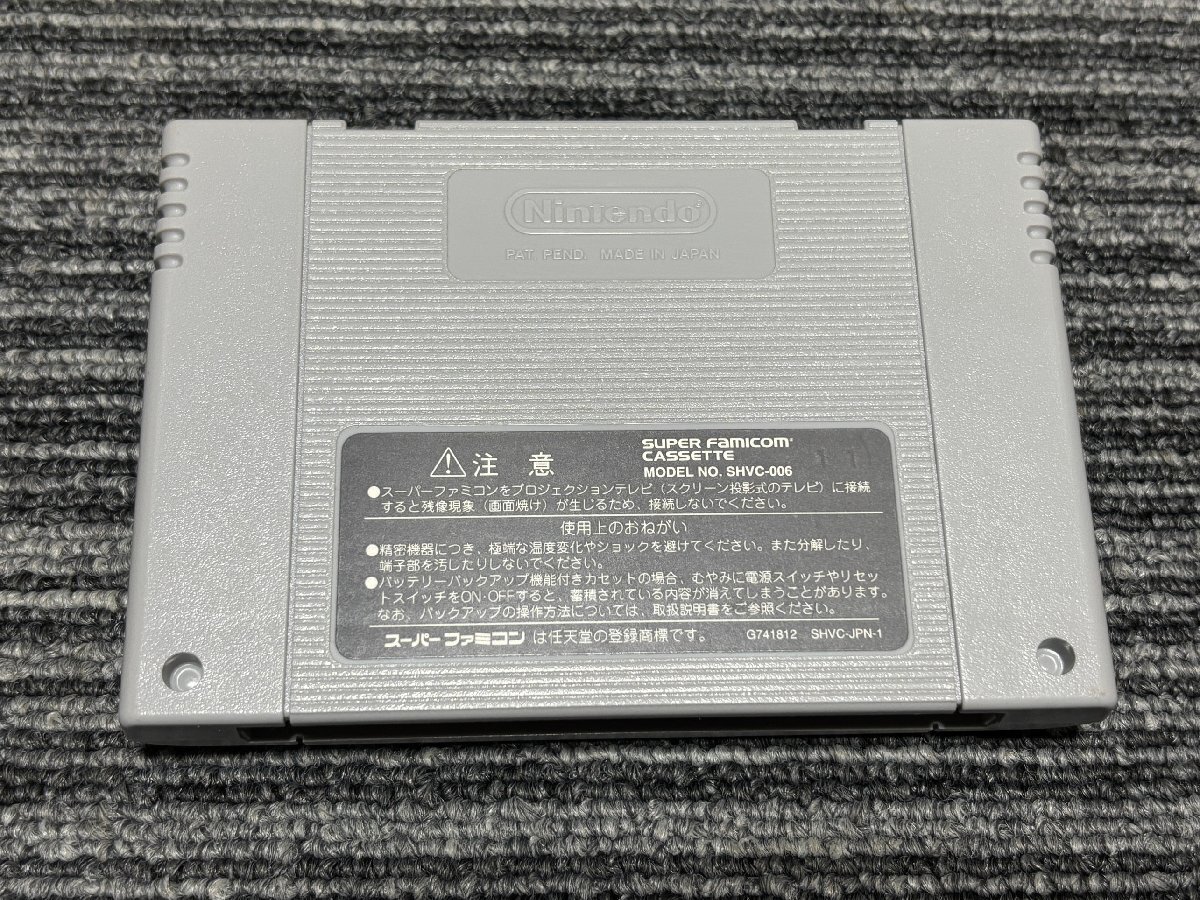 Nintendo
PAT. PEND. MADE IN JAPAN
注意
SUPER FAMICOM
CASSETTE
MODEL NO. SHVC-006
●スーパーファミコンをプロジェクションテレビ（スクリーン投影式のテレビ）に接続
すると残像現象（画面焼け）が生じるため、接続しないでください。
使用上のおねがい
●精密機器につき、極端な温度変化やショックを避けてください。また分解したり、
端子部を汚したりしないでください。
●バッテリーバックアップ機能付きカセットの場合、むやみに電源スイッチやリセッ
トスイッチをON・OFFすると、蓄積されている内容が消えてしまうことがあります。
なお、バックアップの操作方法については、取扱説明書をご参照ください。
スーパーファミコンは任天堂の登録商標です。 G741812 SHVC-JPN-1